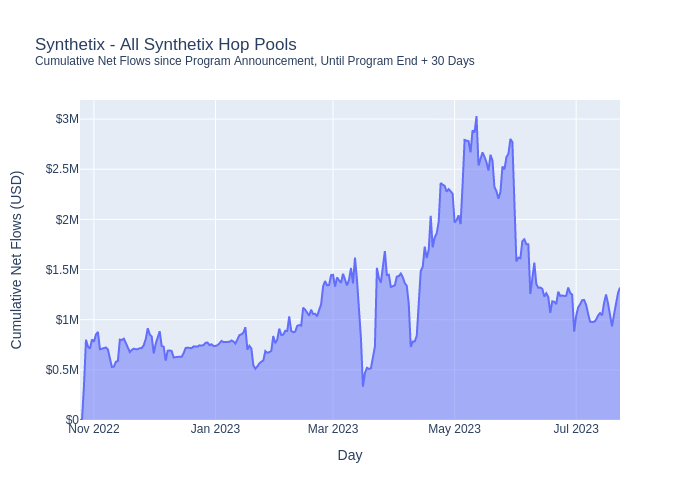 Synthetix - All Synthetix Hop Pools
Cumulative Net Flows since Program Announcement, Until Program End + 30 Days
$3M
$2.5M
$2M
$1.5M
$1M
$0.5M
$0
Cumulative Net Flows (USD)
Nov 2022 Jan 2023 Mar 2023 May 2023 Jul 2023
Day